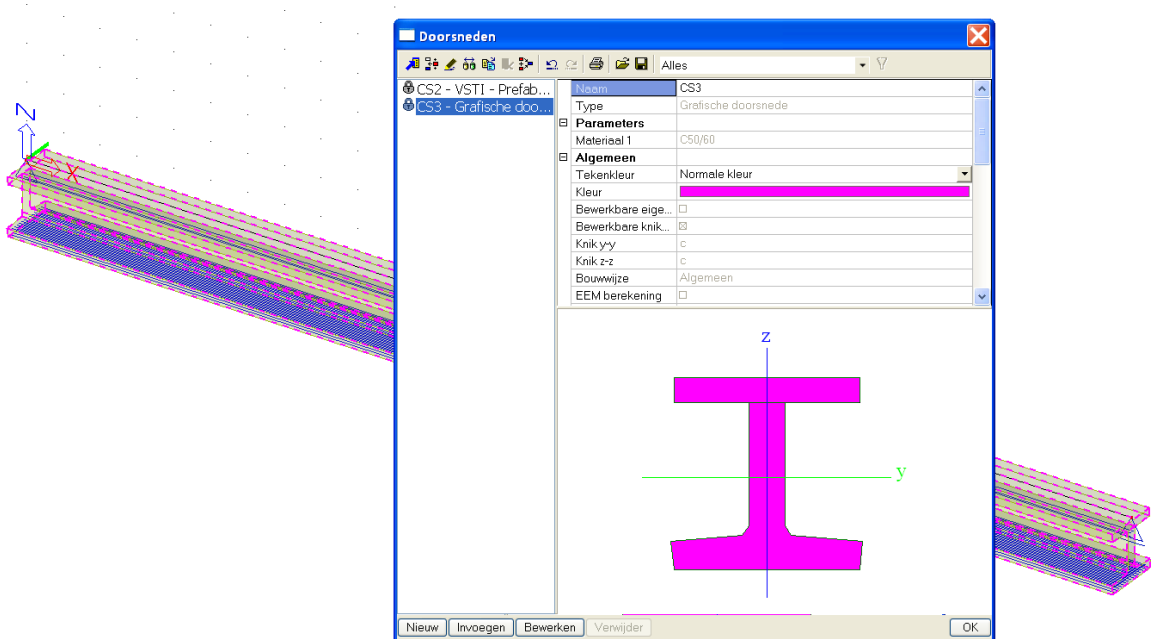 Doorsneden
Alles
CS2 - VSTI - Prefab...
CS3 - Grafische doo...
Naam CS3
Type Grafische doorsnede
Parameters
Materiaal 1 C50/60
Algemeen
Tekenkleur Normale kleur
Kleur
Bewerkbare eige...
Bewerkbare knik...
Knik y-y c
Knik z-z c
Bouwwijze Algemeen
EEM berekening
z
y
Z
X
Nieuw Invoegen Bewerken Verwijder OK